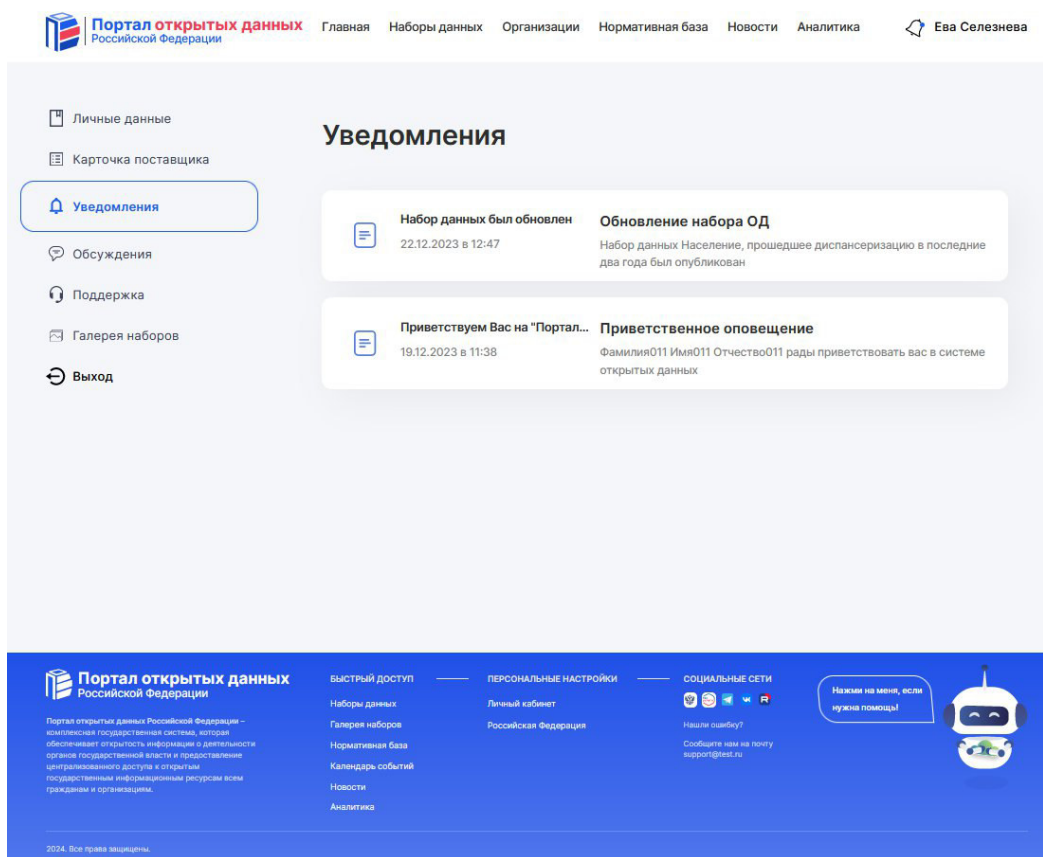 Портал открытых данных
Российской Федерации
Главная Наборы данных Организации Нормативная база Новости Аналитика Ева Селезнева
Личные данные
Карточка поставщика
Уведомления
Обсуждения
Поддержка
Галерея наборов
Выход
Уведомления
Набор данных был обновлен
22.12.2023 в 12:47
Обновление набора ОД
Набор данных Население, прошедшее диспансеризацию в последние
два года был опубликован
Приветствуем Вас на "Портал...
19.12.2023 в 11:38
Приветственное оповещение
Фамилия011 Имя011 Отчество011 рады приветствовать вас в системе
открытых данных
Портал открытых данных
Российской Федерации
Портал открытых данных Российской Федерации –
комплексная государственная система, которая
обеспечивает открытость информации о деятельности
органов государственной власти и предоставление
централизованного доступа к открытым
государственным информационным ресурсам всем
гражданам и организациям.
БЫСТРЫЙ ДОСТУП
Наборы данных
Галерея наборов
Нормативная база
Календарь событий
Новости
Аналитика
ПЕРСОНАЛЬНЫЕ НАСТРОЙКИ
Личный кабинет
Российская Федерация
СОЦИАЛЬНЫЕ СЕТИ
Нашли ошибку?
Сообщите нам на почту
support@test.ru
Нажми на меня, если
нужна помощь!
2024. Все права защищены.